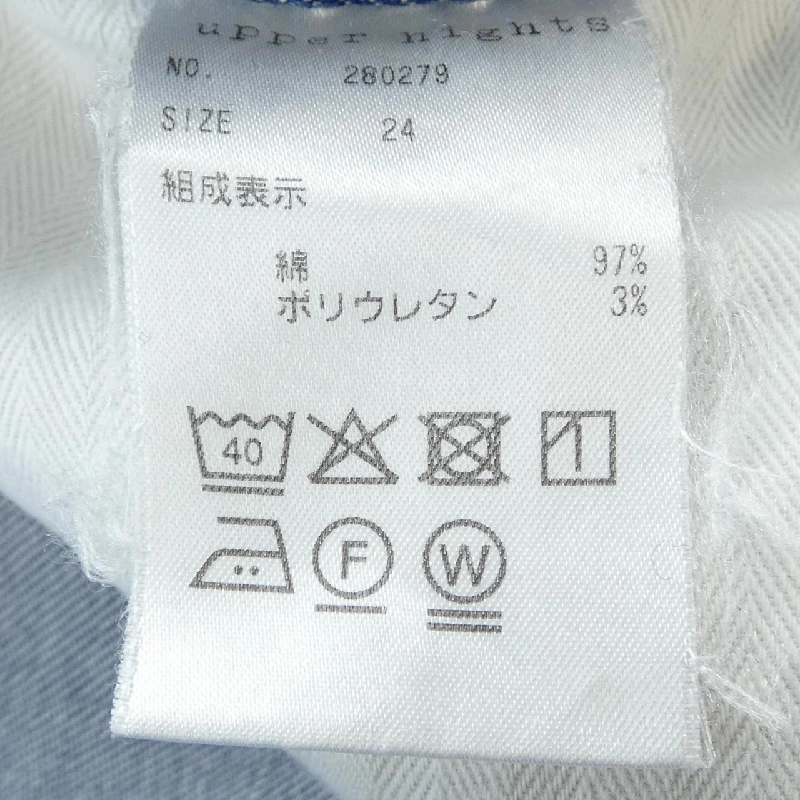 upper hights
NO. 280279
SIZE 24
組成表示
綿 97%
ポリウレタン 3%
40
F W